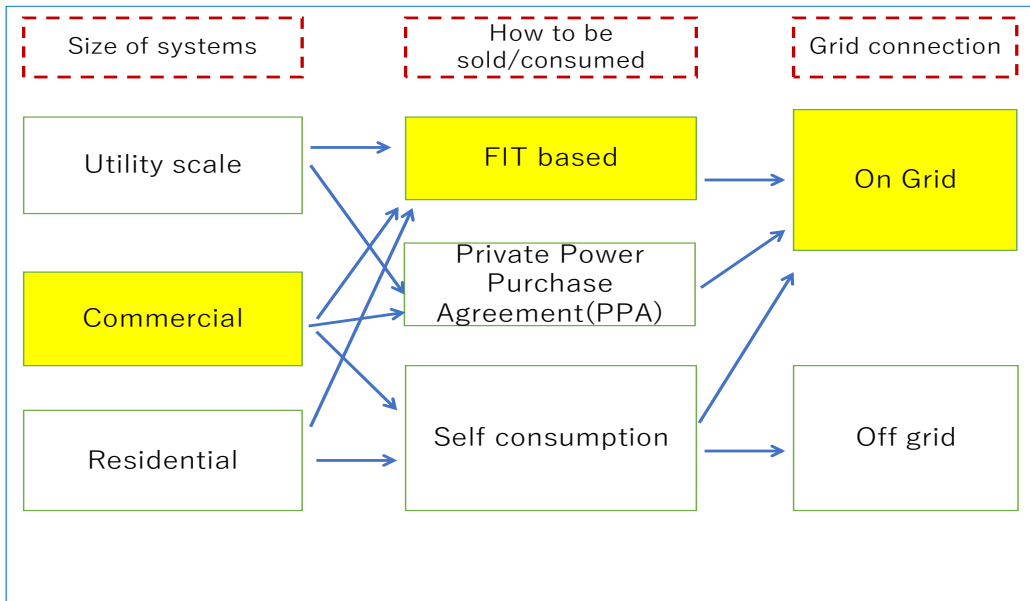 Size of systems
How to be
sold/consumed
Grid connection
Utility scale
FIT based
On Grid
Private Power
Purchase
Agreement(PPA)
Commercial
Self consumption
Off grid
Residential